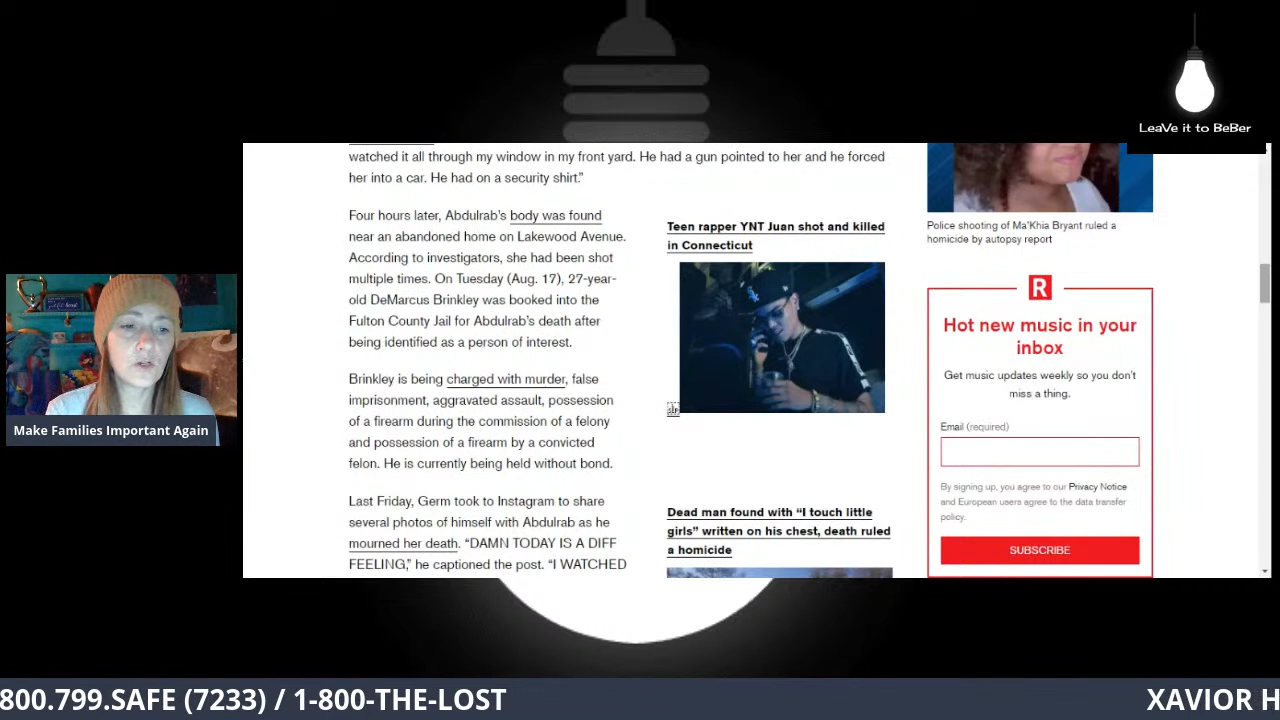 LeaVe it to BeBer
watched it all through my window in my front yard. He had a gun pointed to her and he forced
her into a car. He had on a security shirt.”
Four hours later, Abdulrab’s body was found
near an abandoned home on Lakewood Avenue.
According to investigators, she had been shot
multiple times. On Tuesday (Aug. 17), 27-year-
old DeMarcus Brinkley was booked into the
Fulton County Jail for Abdulrab’s death after
being identified as a person of interest.
Brinkley is being charged with murder, false
imprisonment, aggravated assault, possession
of a firearm during the commission of a felony
and possession of a firearm by a convicted
felon. He is currently being held without bond.
Last Friday, Germ took to Instagram to share
several photos of himself with Abdulrab as he
mourned her death. “DAMN TODAY IS A DIFF
FEELING,” he captioned the post. “I WATCHED
Teen rapper YNT Juan shot and killed
in Connecticut
Dead man found with “I touch little
girls” written on his chest, death ruled
a homicide
Police shooting of Ma’Khia Bryant ruled a
homicide by autopsy report
R
Hot new music in your
inbox
Get music updates weekly so you don’t
miss a thing.
Email (required)
By signing up, you agree to our Privacy Notice
and European users agree to the data transfer
policy.
SUBSCRIBE
Make Families Important Again
800.799.SAFE (7233) / 1-800-THE-LOST
XAVIOR H